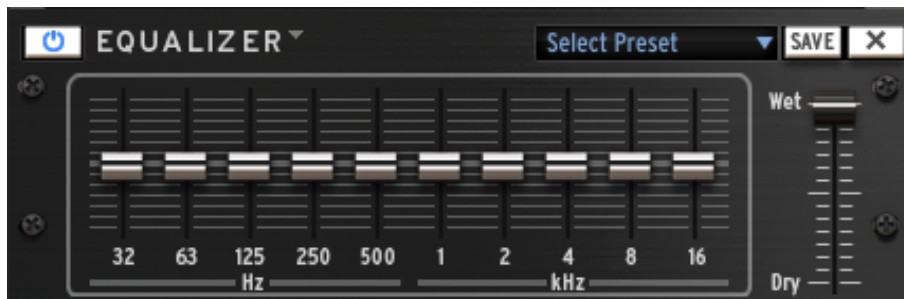 EQUALIZER Select Preset SAVE X
Wet
32 63 125 250 500 1 2 4 8 16
Hz kHz Dry